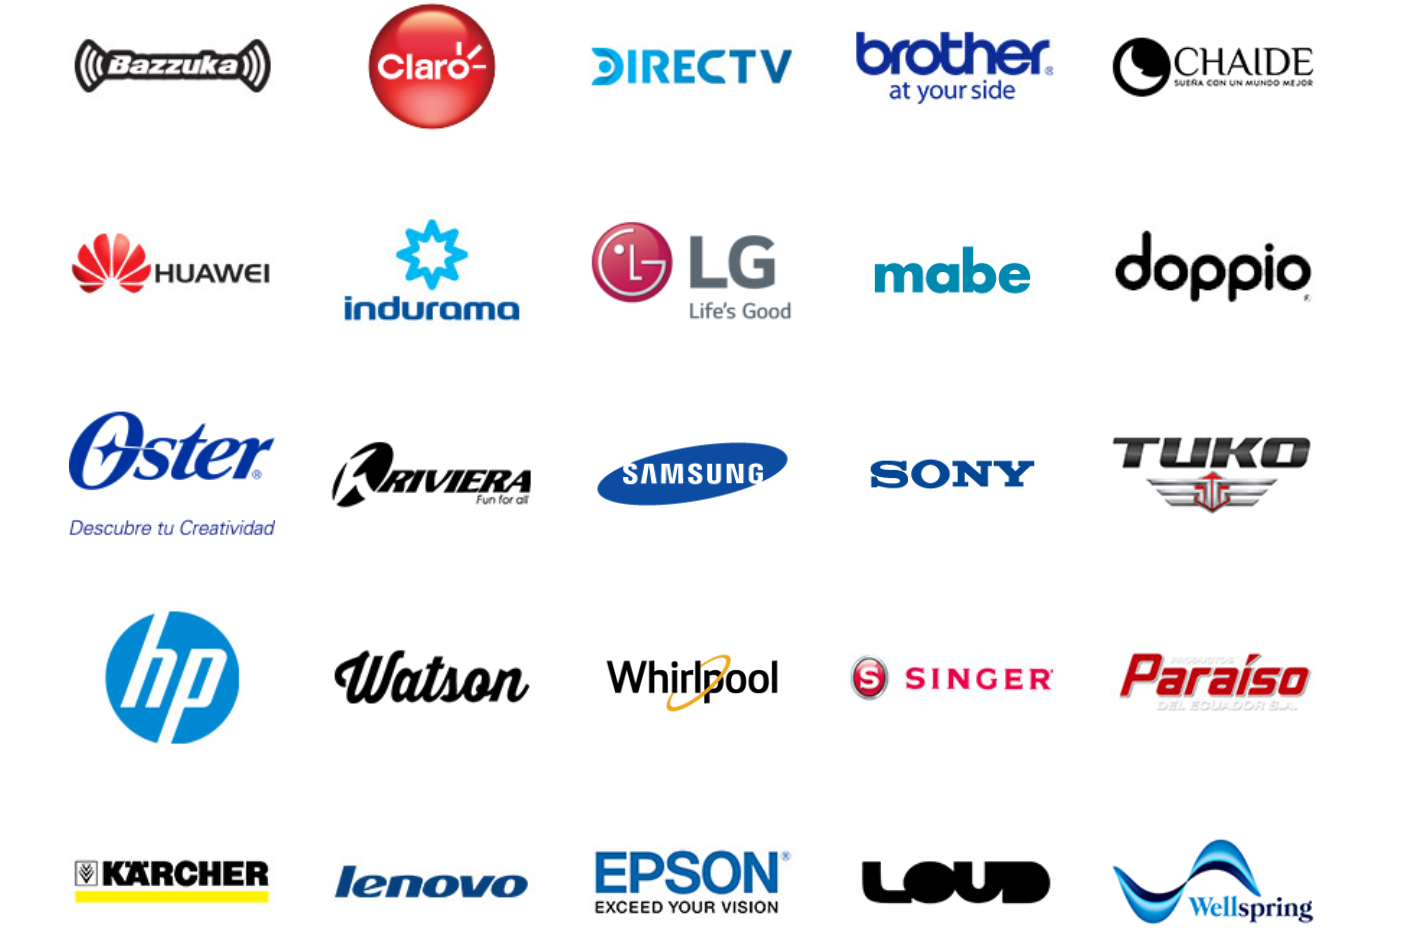 Bazzuka
Claro
DIRECTV
brother®
at your side
CHAIDE
SUEÑA CON UN MUNDO MEJOR
HUAWEI
indurama
LG
Life's Good
mabe
doppio
Oster®
Descubre tu Creatividad
RIVIERA
Fun for all
SAMSUNG
SONY
TUKO
hp
Watson
Whirlpool
S SINGER
PRODUCTOS
Paraíso
DEL ECUADOR S.A.
KÄRCHER
lenovo
EPSON®
EXCEED YOUR VISION
LOUD
Wellspring